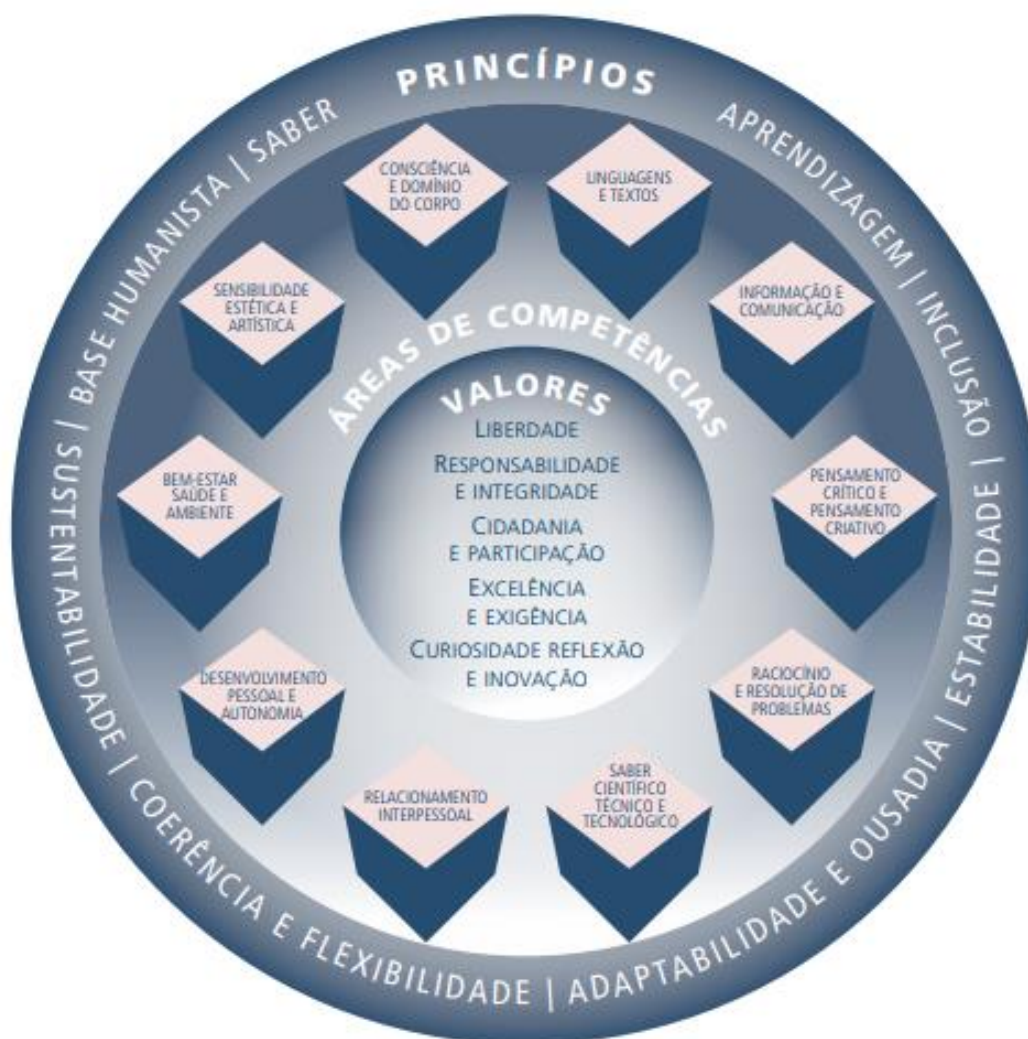 PRINCÍPIOS
APRENDIZAGEM | INCLUSÃO | ESTABILIDADE | ADAPTABILIDADE E OUSADIA | COERÊNCIA E FLEXIBILIDADE | SUSTENTABILIDADE | BASE HUMANISTA | SABER
ÁREAS DE COMPETÊNCIAS
LINGUAGENS
E TEXTOS
INFORMAÇÃO E
COMUNICAÇÃO
PENSAMENTO
CRÍTICO E
PENSAMENTO
CRIATIVO
RACIOCÍNIO
E RESOLUÇÃO DE
PROBLEMAS
SABER
CIENTÍFICO
TÉCNICO E
TECNOLÓGICO
RELACIONAMENTO
INTERPESSOAL
DESENVOLVIMENTO
PESSOAL E
AUTONOMIA
BEM-ESTAR
SAÚDE E
AMBIENTE
SENSIBILIDADE
ESTÉTICA E
ARTÍSTICA
CONSCIÊNCIA
E DOMÍNIO
DO CORPO
VALORES
LIBERDADE
RESPONSABILIDADE
E INTEGRIDADE
CIDADANIA
E PARTICIPAÇÃO
EXCELÊNCIA
E EXIGÊNCIA
CURIOSIDADE REFLEXÃO
E INOVAÇÃO